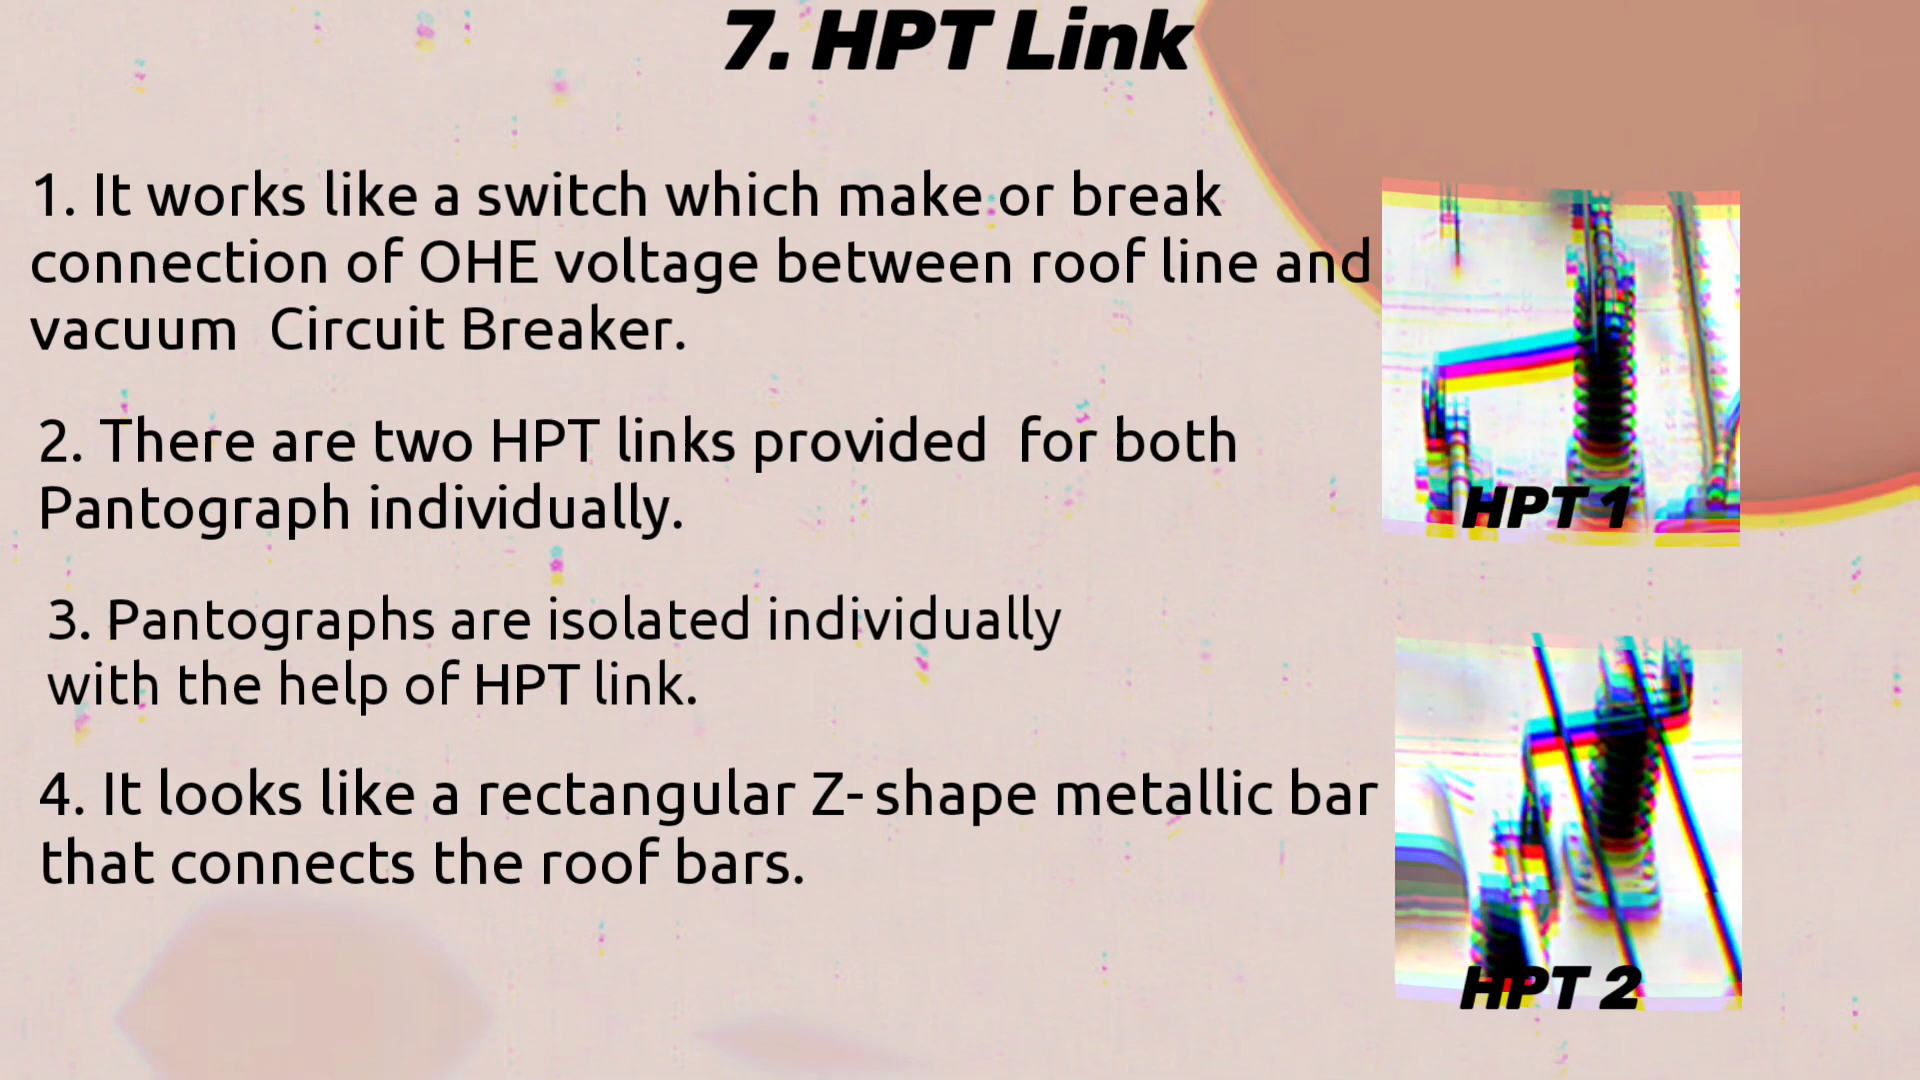 7. HPT Link
1. It works like a switch which make or break
connection of OHE voltage between roof line and
vacuum  Circuit Breaker.
2. There are two HPT links provided  for both
Pantograph individually.
3. Pantographs are isolated individually
with the help of HPT link.
4. It looks like a rectangular Z- shape metallic bar
that connects the roof bars.
HPT 1
HPT 2